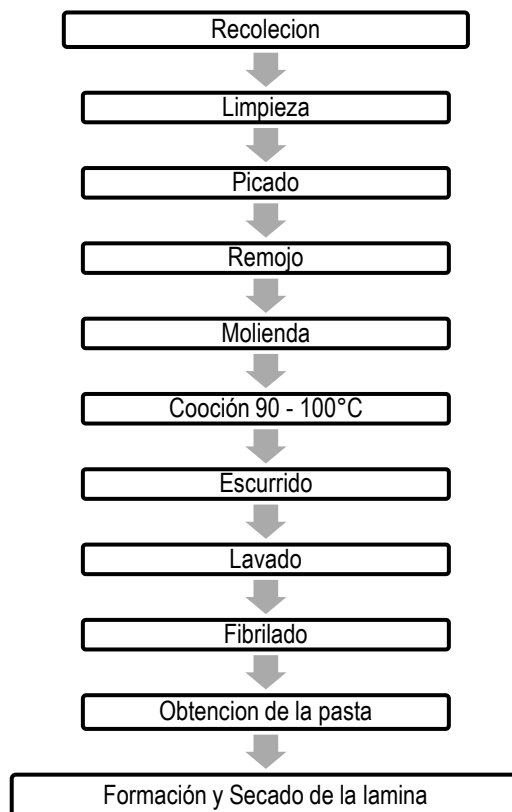 Recolecion
Limpieza
Picado
Remojo
Molienda
Cooción 90 - 100°C
Escurrido
Lavado
Fibrilado
Obtencion de la pasta
Formación y Secado de la lamina